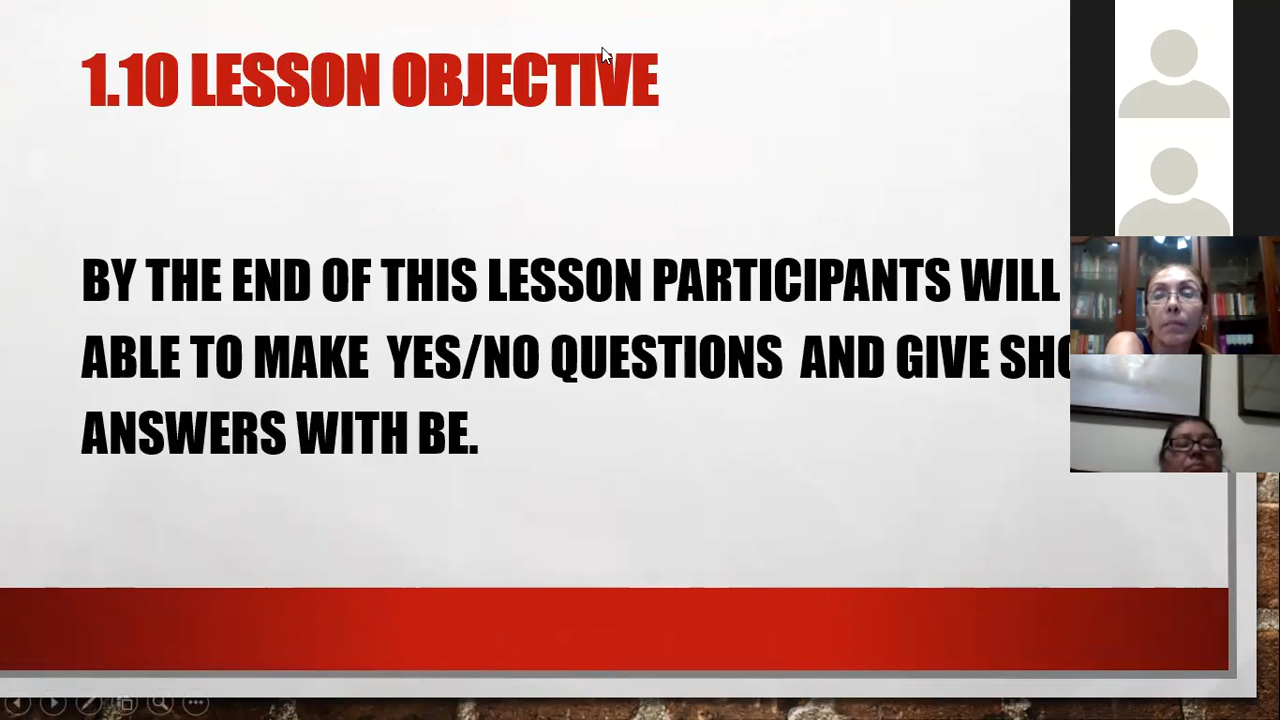 1.10 LESSON OBJECTIVE
BY THE END OF THIS LESSON PARTICIPANTS WILL
ABLE TO MAKE YES/NO QUESTIONS AND GIVE
ANSWERS WITH BE.